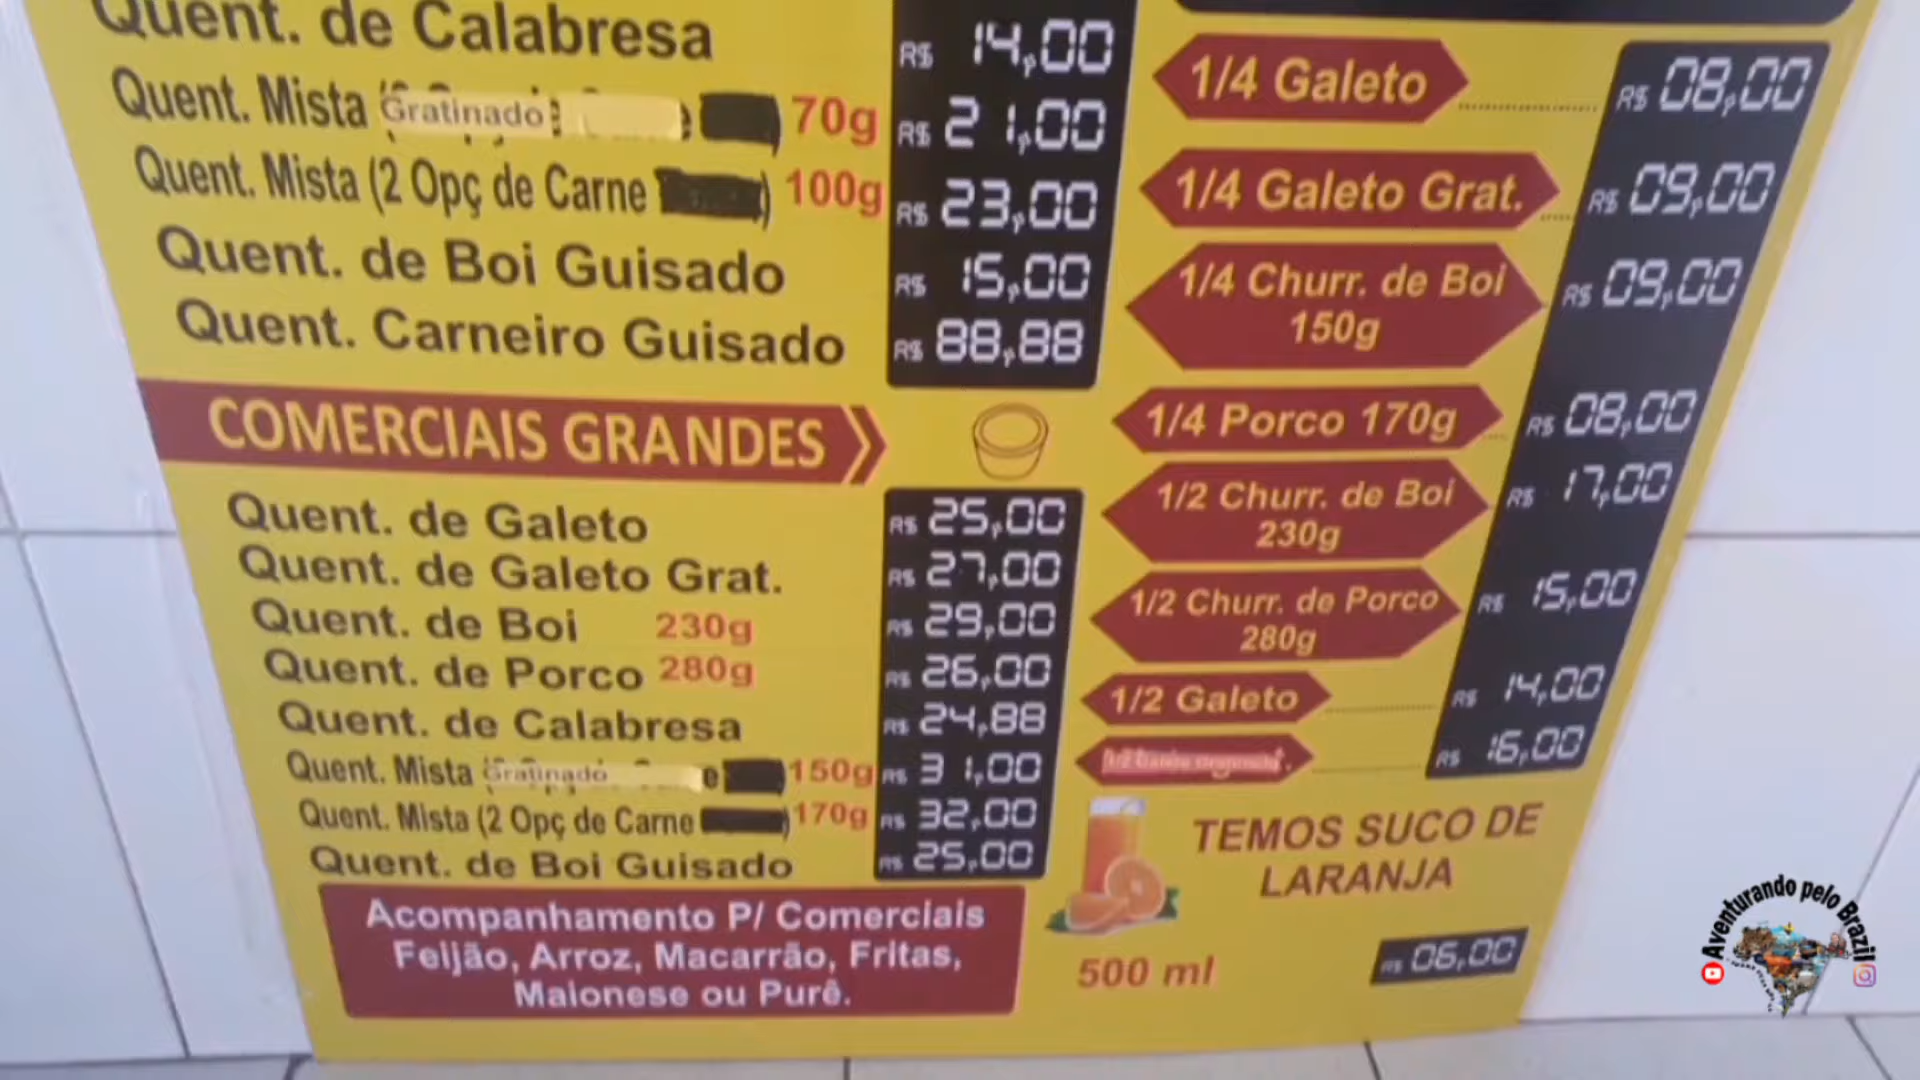 Quent. de Calabresa R$ 14,00
Quent. Mista Gratinado 70g R$ 21,00
Quent. Mista (2 Opç de Carne ) 100g R$ 23,00
Quent. de Boi Guisado R$ 15,00
Quent. Carneiro Guisado R$ 88,88
COMERCIAIS GRANDES
Quent. de Galeto R$ 25,00
Quent. de Galeto Grat. R$ 27,00
Quent. de Boi 230g R$ 29,00
Quent. de Porco 280g R$ 26,00
Quent. de Calabresa R$ 24,88
Quent. Mista Gratinado e 150g R$ 31,00
Quent. Mista (2 Opç de Carne ) 170g R$ 32,00
Quent. de Boi Guisado R$ 25,00
Acompanhamento P/ Comerciais
Feijão, Arroz, Macarrão, Fritas,
Maionese ou Purê.
1/4 Galeto R$ 08,00
1/4 Galeto Grat. R$ 09,00
1/4 Churr. de Boi R$ 09,00
150g
1/4 Porco 170g R$ 08,00
1/2 Churr. de Boi R$ 17,00
230g
1/2 Churr. de Porco R$ 15,00
280g
1/2 Galeto R$ 14,00
R$ 16,00
TEMOS SUCO DE
LARANJA
500 ml R$ 06,00
Aventurando pelo Brazil